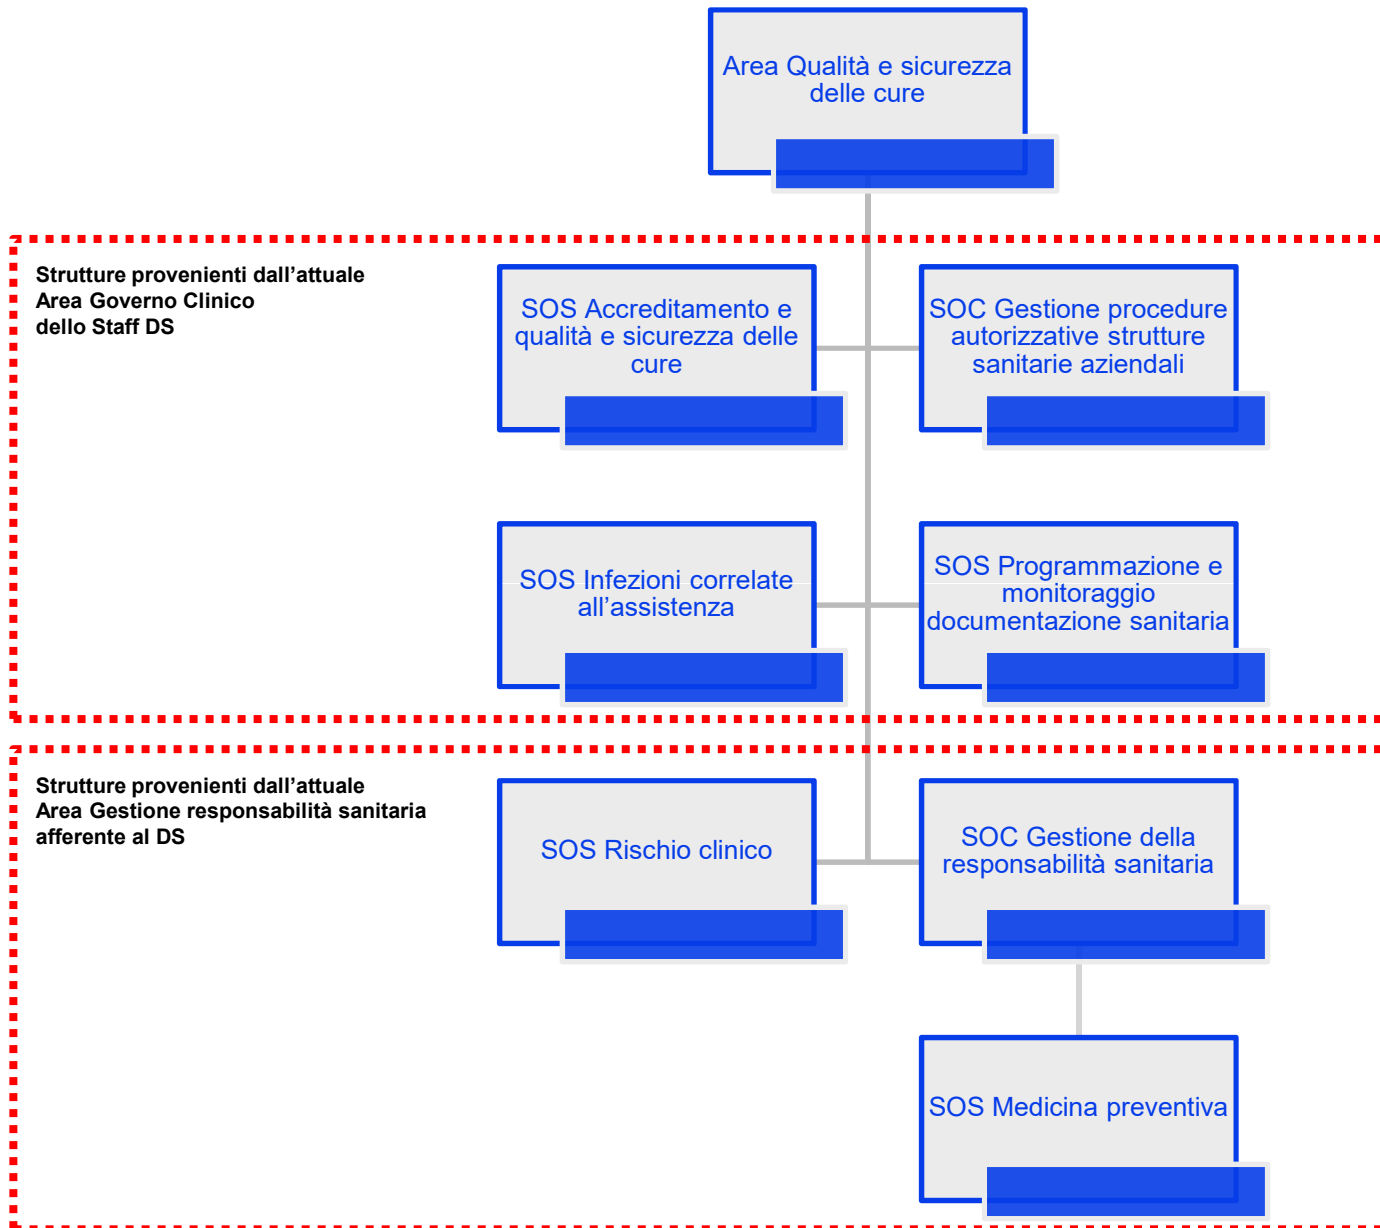 Area Qualità e sicurezza
delle cure
Strutture provenienti dall’attuale
Area Governo Clinico
dello Staff DS
SOS Accreditamento e
qualità e sicurezza delle
cure
SOC Gestione procedure
autorizzative strutture
sanitarie aziendali
SOS Infezioni correlate
all’assistenza
SOS Programmazione e
monitoraggio
documentazione sanitaria
Strutture provenienti dall’attuale
Area Gestione responsabilità sanitaria
afferente al DS
SOS Rischio clinico
SOC Gestione della
responsabilità sanitaria
SOS Medicina preventiva